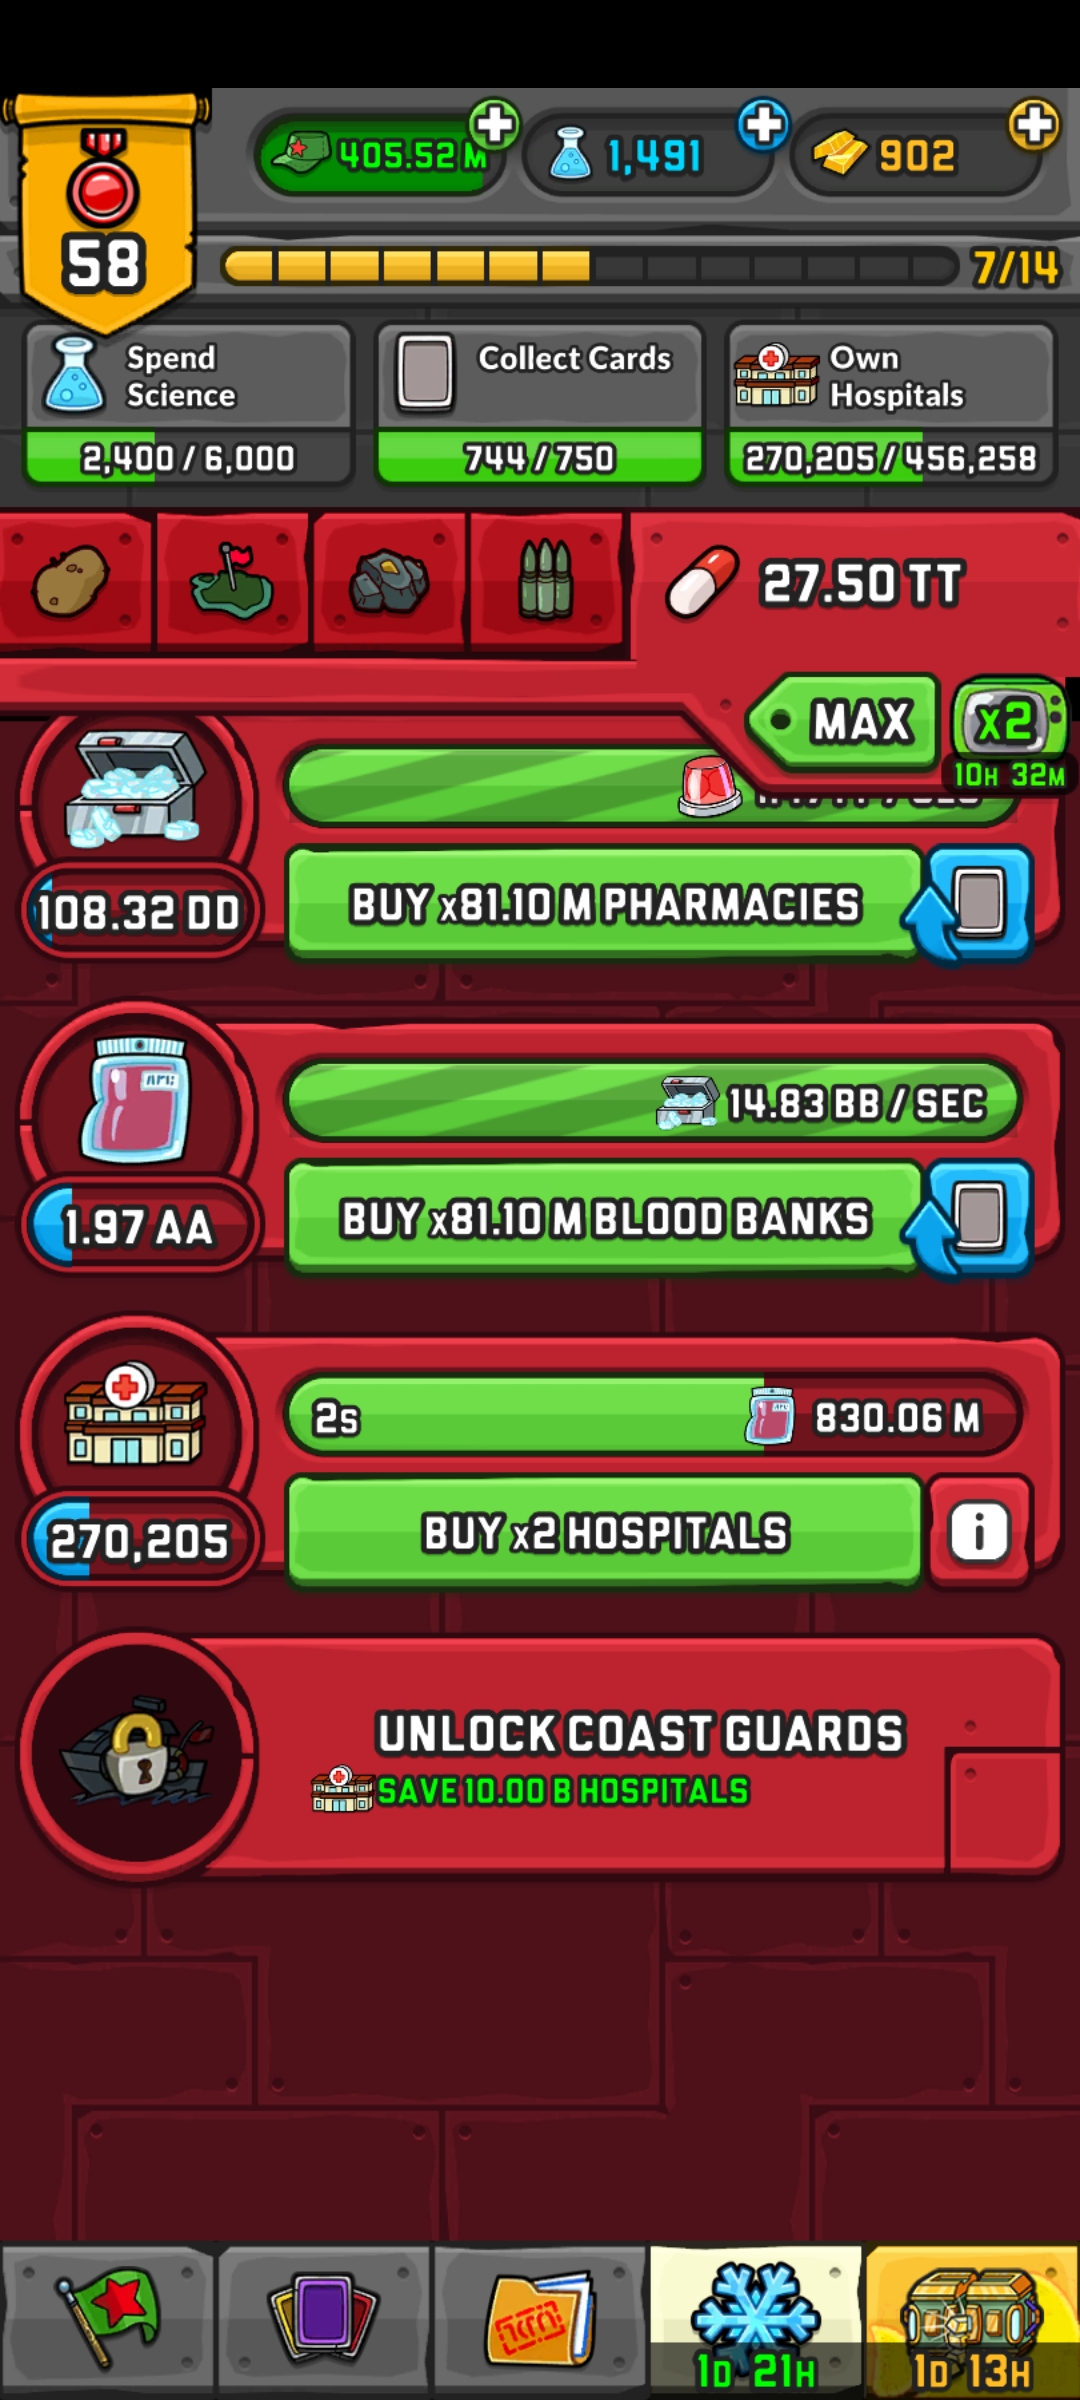 405.52 M
1,491
902
58
7/14
Spend
Science
Collect Cards
Own
Hospitals
2,400 / 6,000
744 / 750
270,205 / 456,258
27.50 TT
MAX
x2
10H 32M
108.32 DD
BUY x81.10 M PHARMACIES
14.83 BB / SEC
1.97 AA
BUY x81.10 M BLOOD BANKS
2s
830.06 M
270,205
BUY x2 HOSPITALS
i
UNLOCK COAST GUARDS
SAVE 10.00 B HOSPITALS
1D 21H
1D 13H